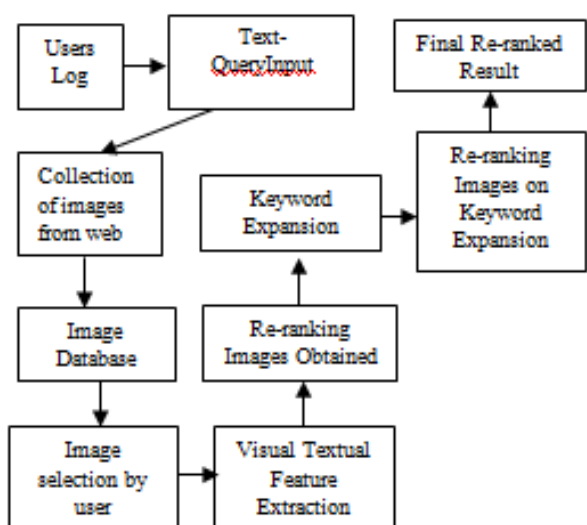 Users
Log
Text-
QueryInput
Collection
of images
from web
Image
Database
Image
selection by
user
Visual Textual
Feature
Extraction
Re-ranking
Images Obtained
Keyword
Expansion
Re-ranking
Images on
Keyword
Expansion
Final Re-ranked
Result